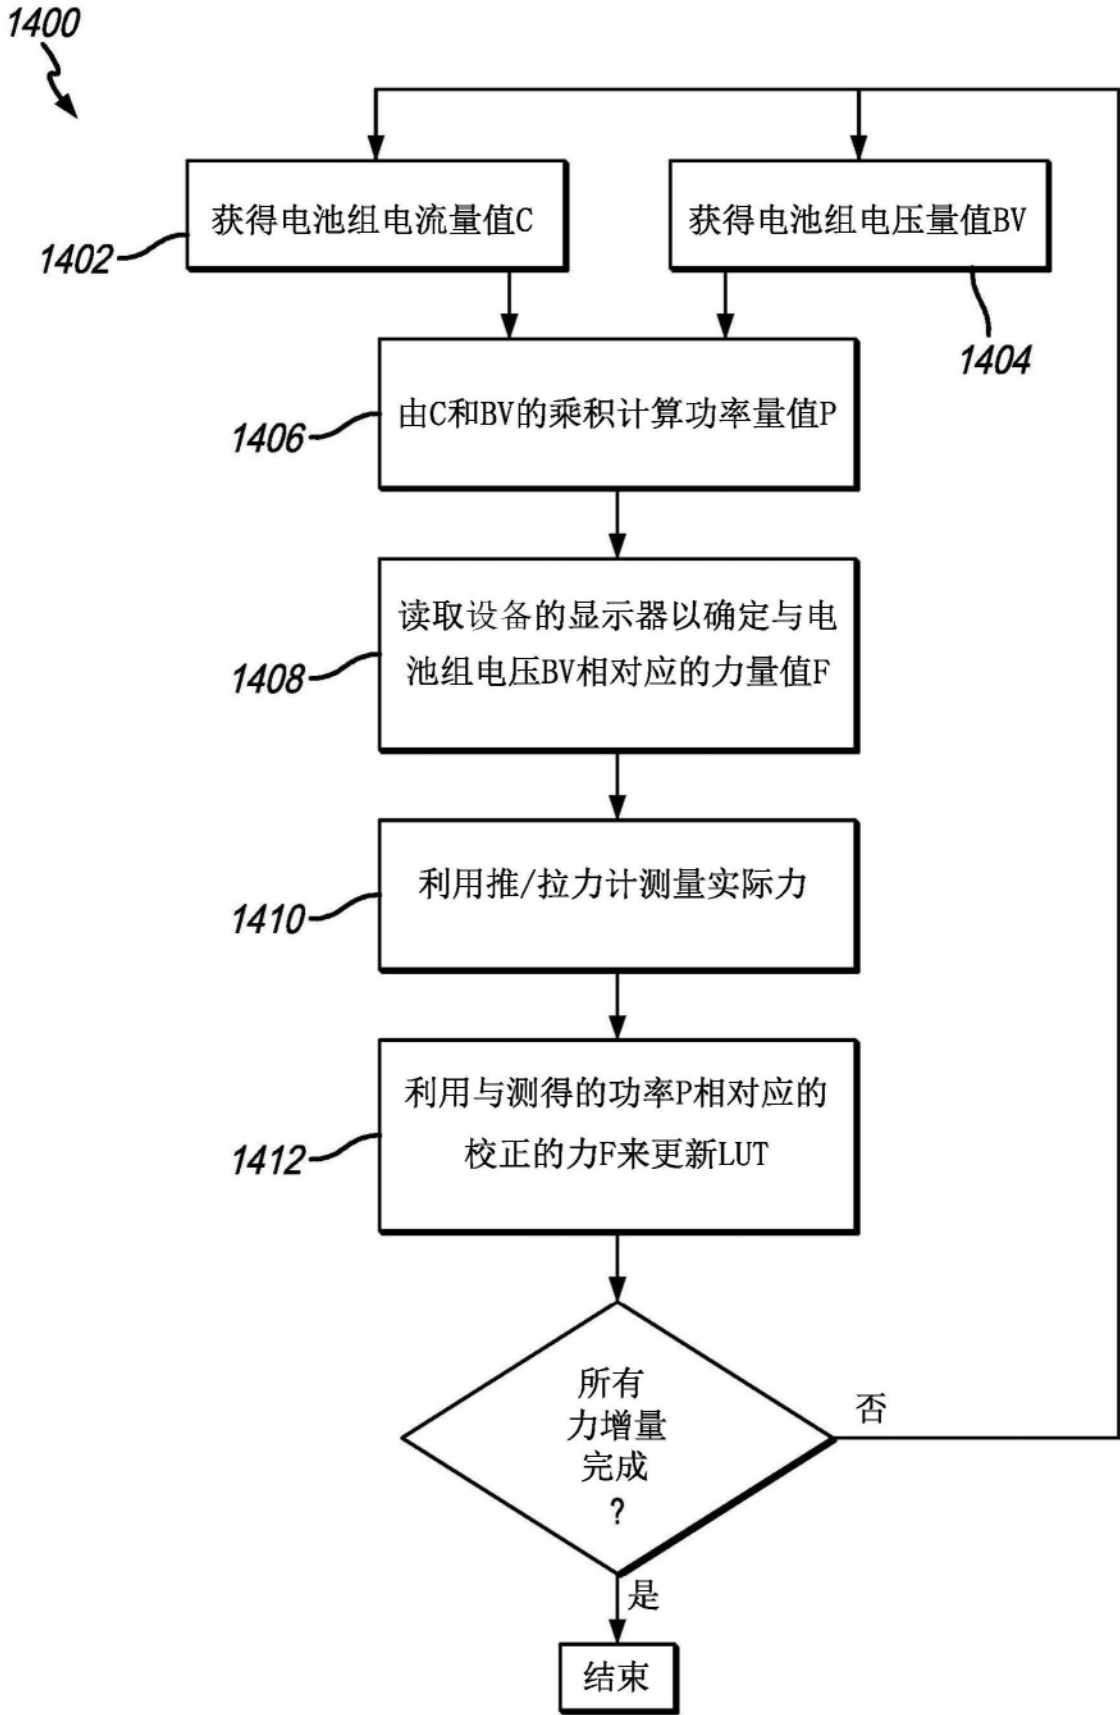 1400
获得电池组电流量值C
获得电池组电压量值BV
1402
1404
由C和BV的乘积计算功率量值P
1406
读取设备的显示器以确定与电
池组电压BV相对应的力量值F
1408
利用推/拉力计测量实际力
1410
利用与测得的功率P相对应的
校正的力F来更新LUT
1412
所有
力增量
完成
?
否
是
结束